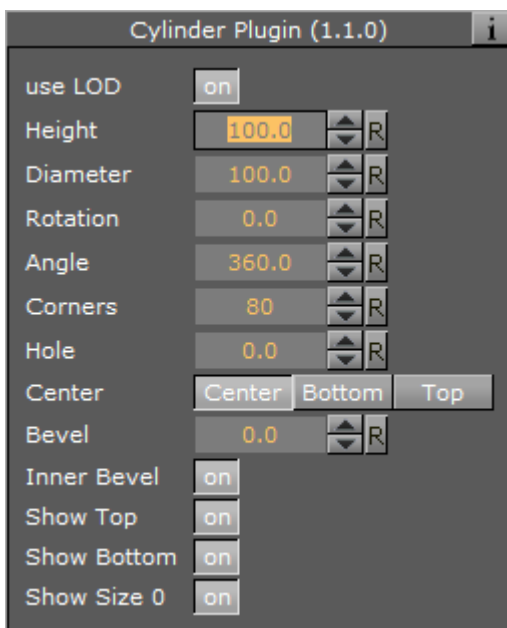 Cylinder Plugin (1.1.0) i
use LOD on
Height 100.0 R
Diameter 100.0 R
Rotation 0.0 R
Angle 360.0 R
Corners 80 R
Hole 0.0 R
Center Center Bottom Top
Bevel 0.0 R
Inner Bevel on
Show Top on
Show Bottom on
Show Size 0 on